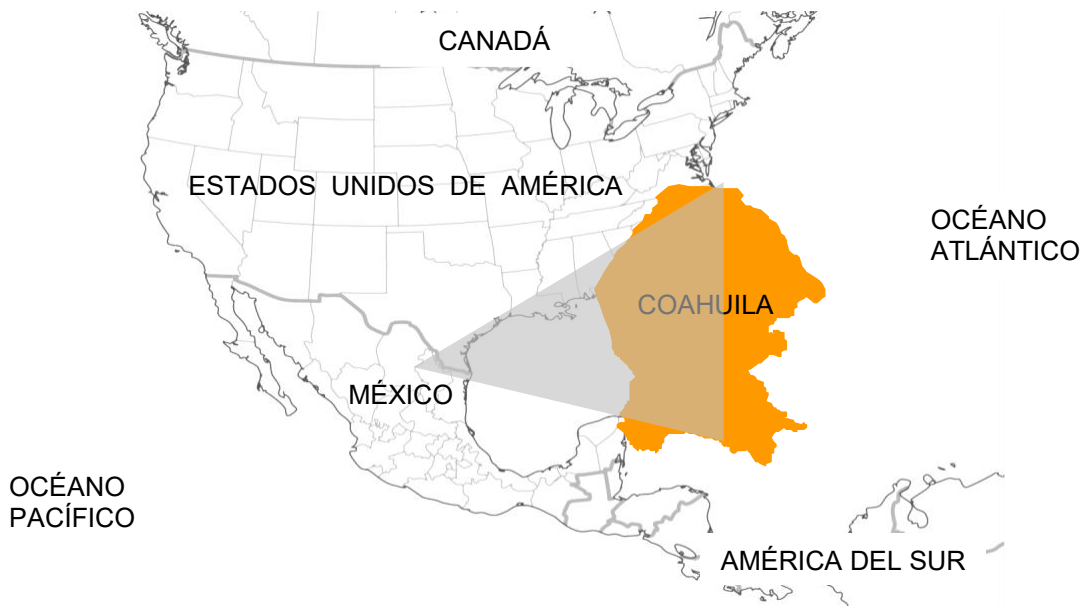 CANADÁ
ESTADOS UNIDOS DE AMÉRICA
OCÉANO
ATLÁNTICO
COAHUILA
MÉXICO
OCÉANO
PACÍFICO
AMÉRICA DEL SUR